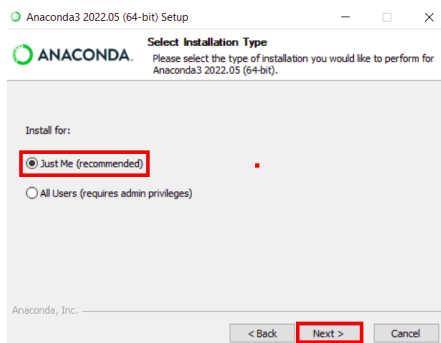 Anaconda3 2022.05 (64-bit) Setup
ANACONDA.
Select Installation Type
Please select the type of installation you would like to perform for
Anaconda3 2022.05 (64-bit).
Install for:
Just Me (recommended)
All Users (requires admin privileges)
Anaconda, Inc.
< Back
Next >
Cancel